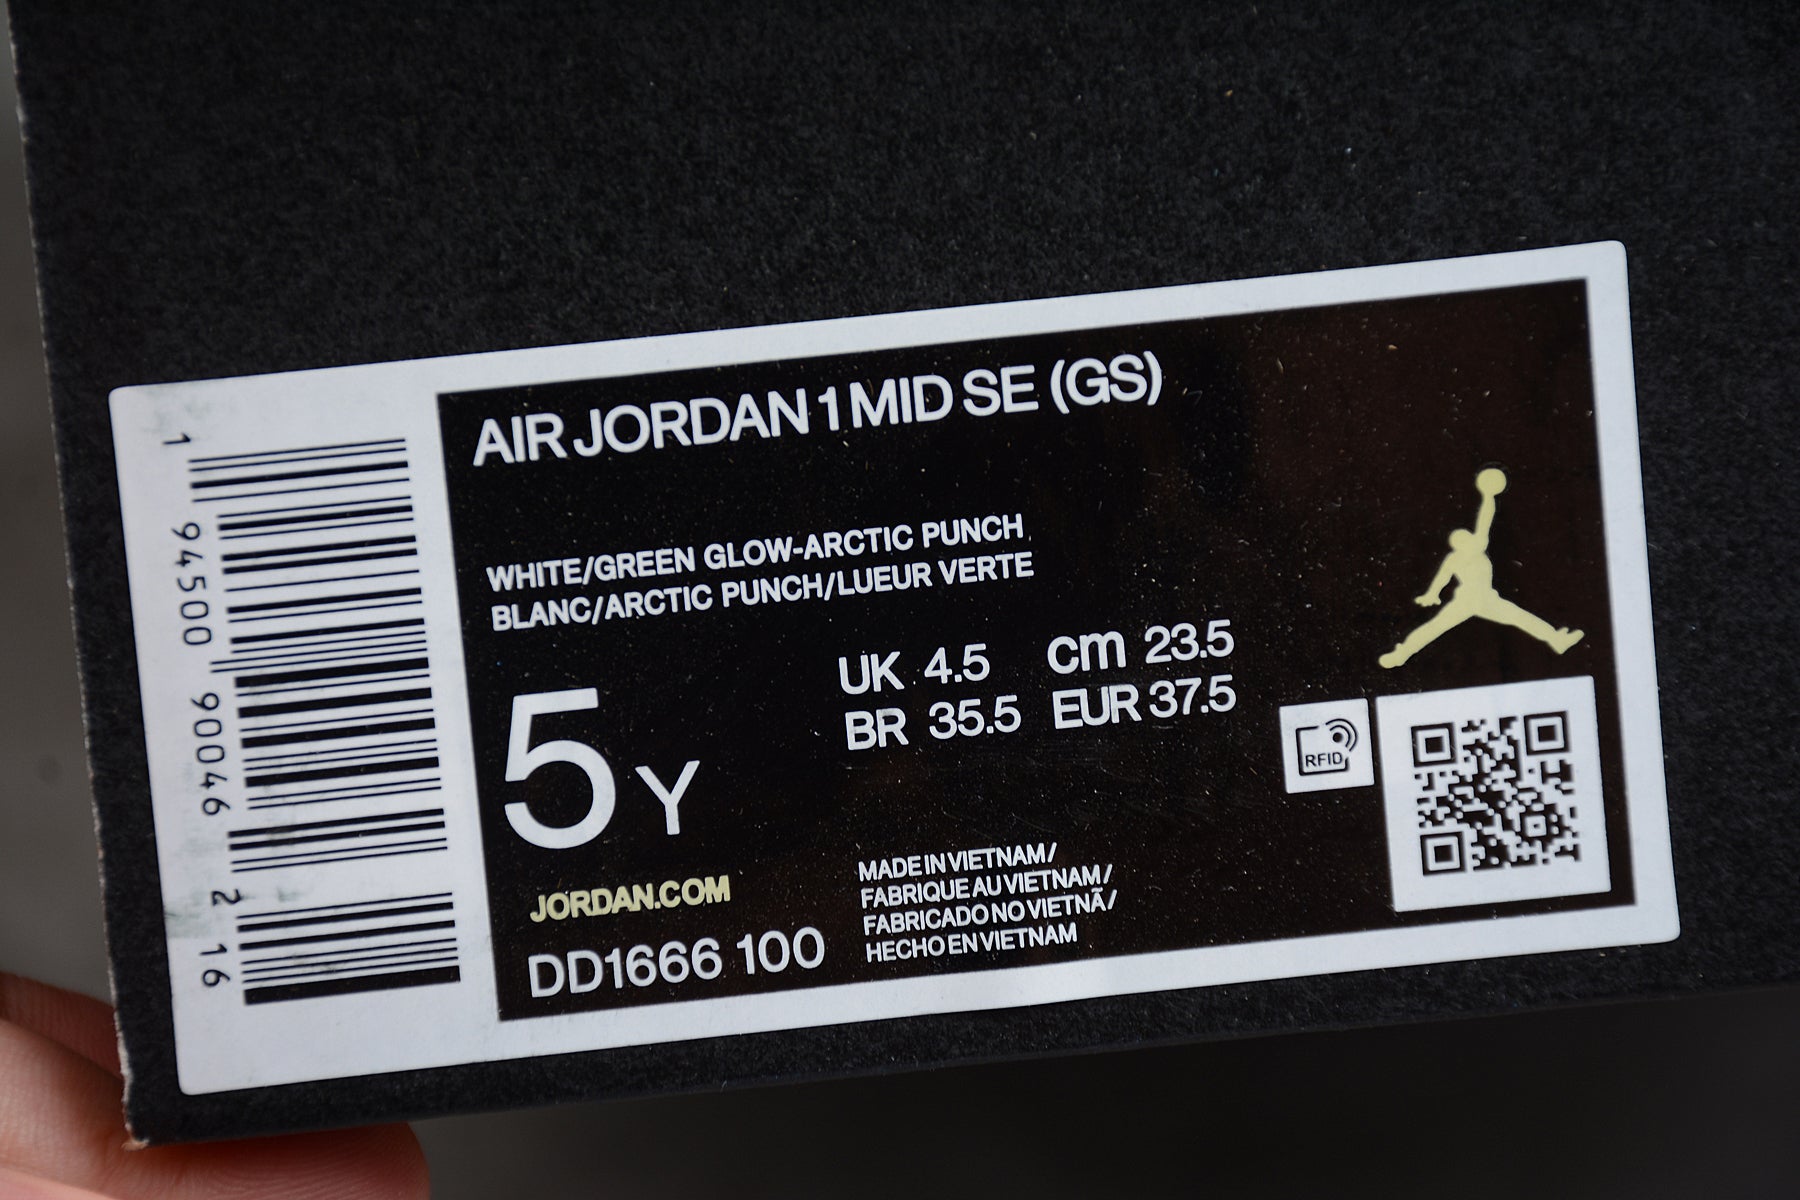 AIR JORDAN 1 MID SE (GS)
WHITE/GREEN GLOW-ARCTIC PUNCH
BLANC/ARCTIC PUNCH/LUEUR VERTE
5 Y
UK 4.5 cm 23.5
BR 35.5 EUR 37.5
RFID
JORDAN.COM
DD1666 100
MADE IN VIETNAM/
FABRIQUE AU VIETNAM/
FABRICADO NO VIETNÃ/
HECHO EN VIETNAM
1 94500 90046 2 16